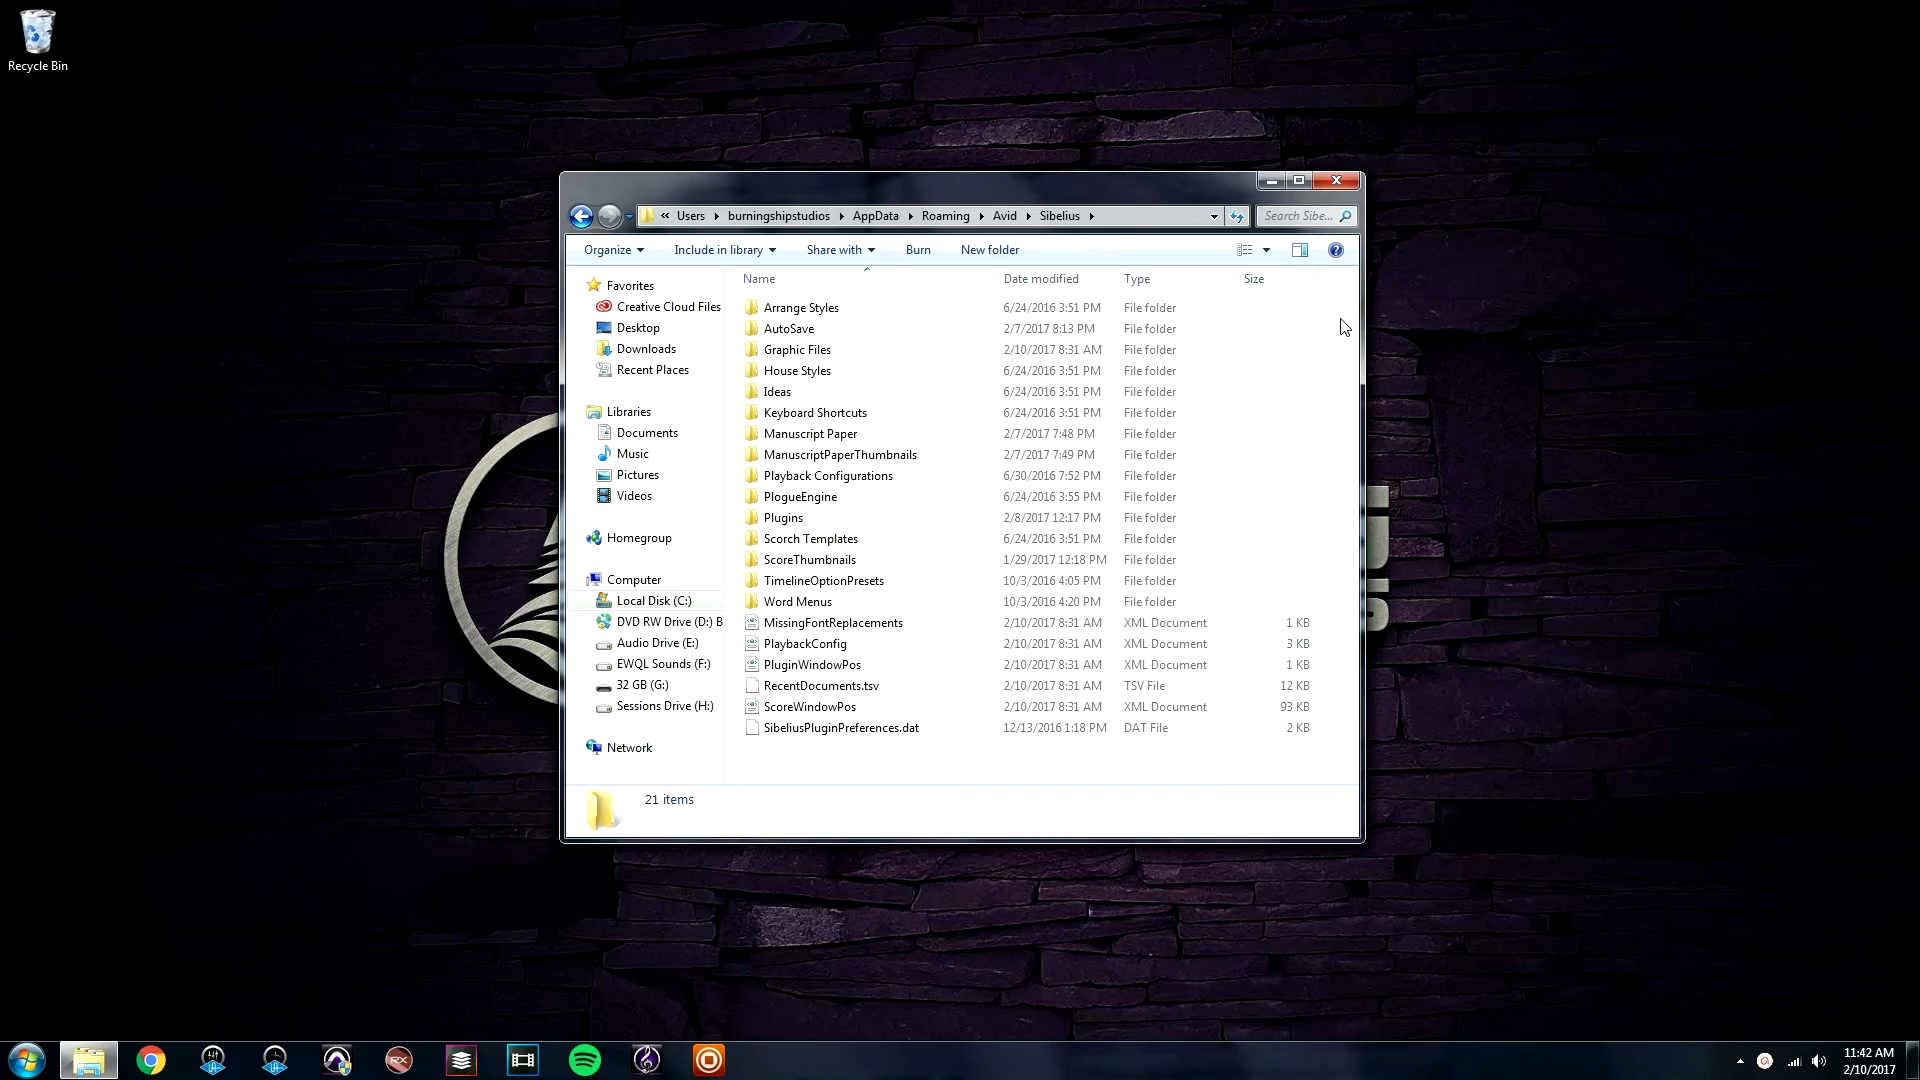 Recycle Bin
« Users ▸ burningshipstudios ▸ AppData ▸ Roaming ▸ Avid ▸ Sibelius ▸ Search Sibe...
Organize Include in library Share with Burn New folder
Name Date modified Type Size
Favorites
Creative Cloud Files
Desktop
Downloads
Recent Places
Libraries
Documents
Music
Pictures
Videos
Homegroup
Computer
Local Disk (C:)
DVD RW Drive (D:) B
Audio Drive (E:)
EWQL Sounds (F:)
32 GB (G:)
Sessions Drive (H:)
Network
Arrange Styles 6/24/2016 3:51 PM File folder
AutoSave 2/7/2017 8:13 PM File folder
Graphic Files 2/10/2017 8:31 AM File folder
House Styles 6/24/2016 3:51 PM File folder
Ideas 6/24/2016 3:51 PM File folder
Keyboard Shortcuts 6/24/2016 3:51 PM File folder
Manuscript Paper 2/7/2017 7:48 PM File folder
ManuscriptPaperThumbnails 2/7/2017 7:49 PM File folder
Playback Configurations 6/30/2016 7:52 PM File folder
PlogueEngine 6/24/2016 3:55 PM File folder
Plugins 2/8/2017 12:17 PM File folder
Scorch Templates 6/24/2016 3:51 PM File folder
ScoreThumbnails 1/29/2017 12:18 PM File folder
TimelineOptionPresets 10/3/2016 4:05 PM File folder
Word Menus 10/3/2016 4:20 PM File folder
MissingFontReplacements 2/10/2017 8:31 AM XML Document 1 KB
PlaybackConfig 2/10/2017 8:31 AM XML Document 3 KB
PluginWindowPos 2/10/2017 8:31 AM XML Document 1 KB
RecentDocuments.tsv 2/10/2017 8:31 AM TSV File 12 KB
ScoreWindowPos 2/10/2017 8:31 AM XML Document 93 KB
SibeliusPluginPreferences.dat 12/13/2016 1:18 PM DAT File 2 KB
21 items
RX
11:42 AM
2/10/2017